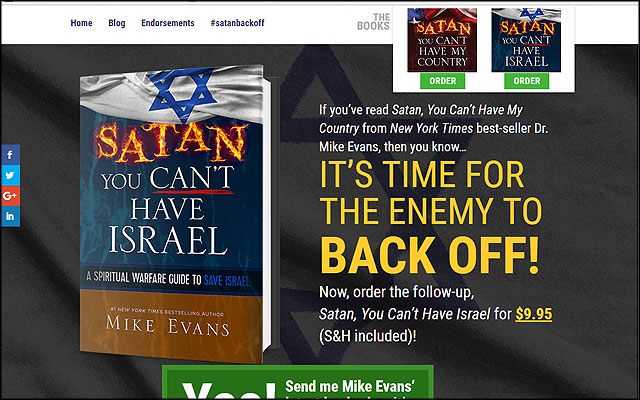 Home Blog Endorsements #satanbackoff
THE
BOOKS
SATAN
YOU CAN'T
HAVE MY
COUNTRY
SATAN
YOU CAN'T
HAVE
ISRAEL
ORDER ORDER
SATAN
YOU CAN'T
HAVE
ISRAEL
A SPIRITUAL WARFARE GUIDE TO SAVE ISRAEL
#1 NEW YORK TIMES BESTSELLING AUTHOR
MIKE EVANS
If you've read Satan, You Can't Have My
Country from New York Times best-seller Dr.
Mike Evans, then you know...
IT'S TIME FOR
THE ENEMY TO
BACK OFF!
Now, order the follow-up,
Satan, You Can't Have Israel for $9.95
(S&H included)!
Yes!
Send me Mike Evans'